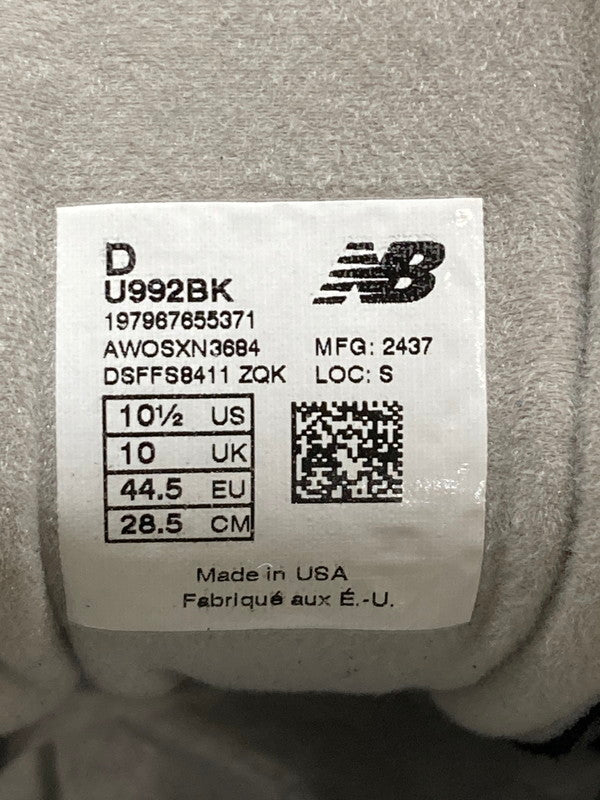 D
NB
U992BK
197967655371
AWOSXN3684 MFG: 2437
DSFFS8411 ZQK LOC: S
10½ US
10 UK
44.5 EU
28.5 CM
Made in USA
Fabriqué aux É.-U.